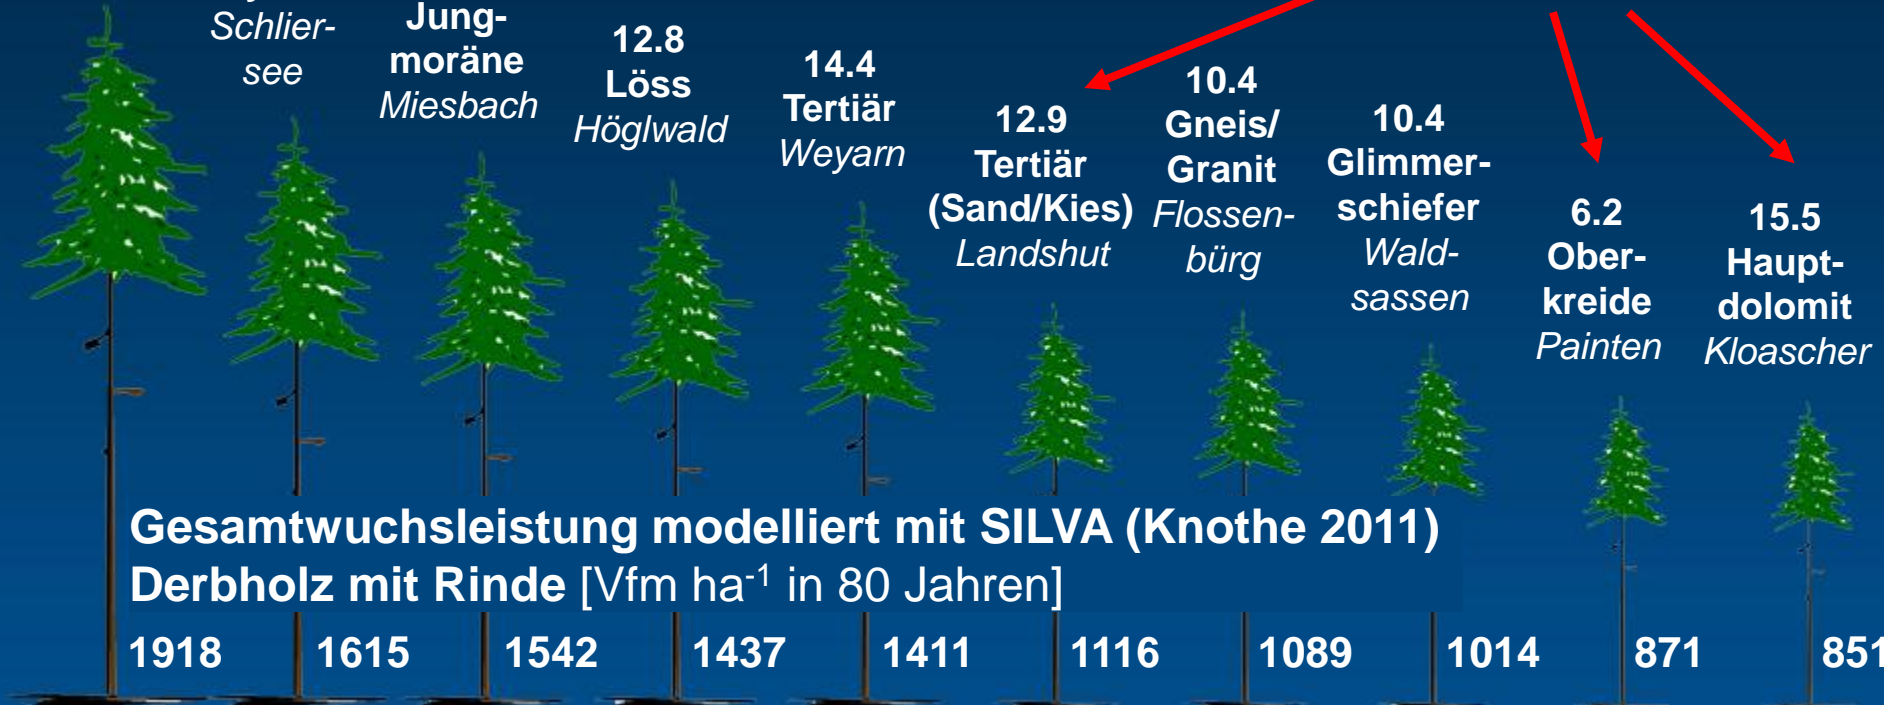 Schlier-
see
Jung-
moräne
Miesbach
12.8
Löss
Höglwald
14.4
Tertiär
Weyarn
12.9
Tertiär
(Sand/Kies)
Landshut
10.4
Gneis/
Granit
Flossen-
bürg
10.4
Glimmer-
schiefer
Wald-
sassen
6.2
Ober-
kreide
Painten
15.5
Haupt-
dolomit
Kloascher
Gesamtwuchsleistung modelliert mit SILVA (Knothe 2011)
Derbholz mit Rinde [Vfm ha⁻¹ in 80 Jahren]
1918 1615 1542 1437 1411 1116 1089 1014 871 851